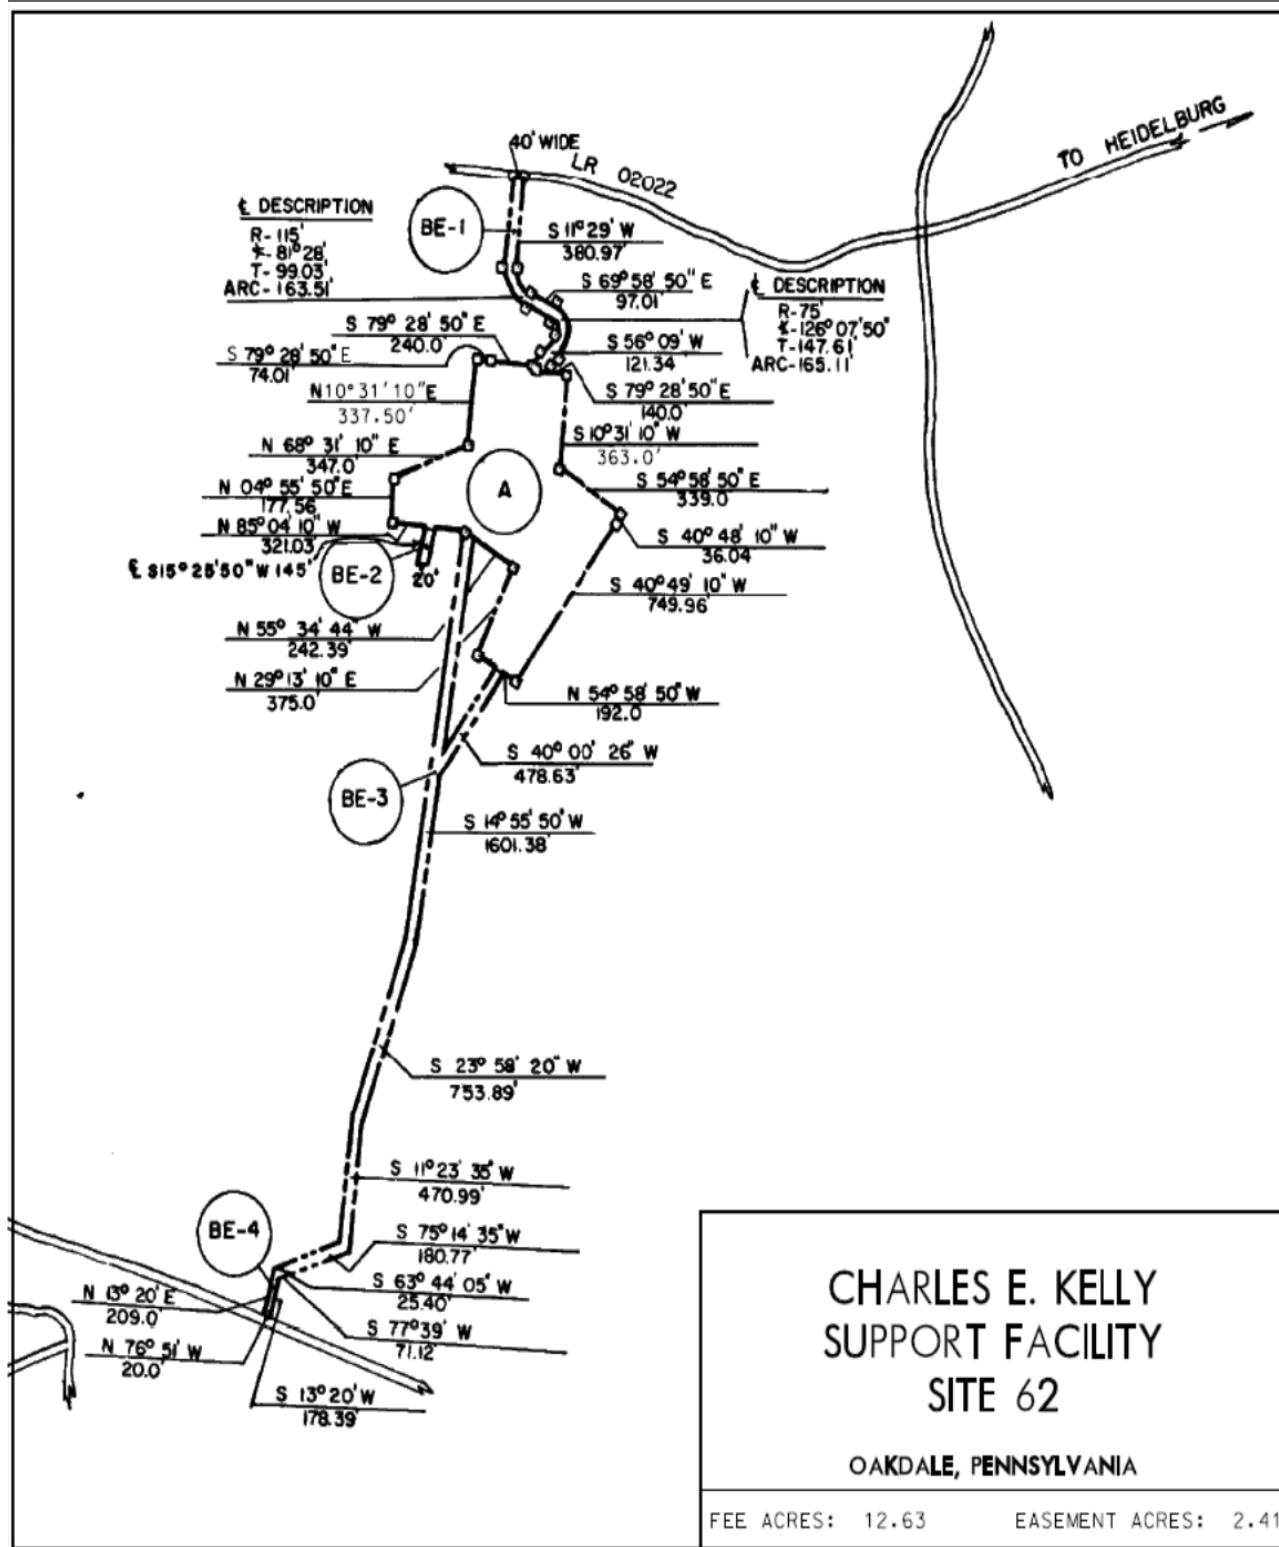 40' WIDE
LR 02022
TO HEIDELBURG
℄ DESCRIPTION
R-115'
∡-81°28'
T-99.03'
ARC-163.51'
BE-1
S 11°29' W
380.97'
S 69°58'50" E
97.01'
℄ DESCRIPTION
R-75'
∡-126°07'50"
T-147.61'
ARC-165.11'
S 79°28'50" E
240.0'
S 56°09' W
121.34
S 79°28'50" E
74.01'
S 79°28'50" E
140.0'
N 10°31'10" E
337.50'
S 10°31'10" W
363.0'
N 68°31'10" E
347.0'
A
S 54°58'50" E
339.0'
N 04°55'50" E
177.56
N 85°04'10" W
321.03'
S 40°48'10" W
36.04
℄ S15°25'50" W 145'
BE-2
20'
S 40°49'10" W
749.96'
N 55°34'44" W
242.39'
N 29°13'10" E
375.0'
N 54°58'50" W
192.0
S 40°00'26" W
478.63'
BE-3
S 14°55'50" W
1601.38'
S 23°58'20" W
753.89'
S 11°23'35" W
470.99'
BE-4
S 75°14'35" W
180.77'
S 63°44'05" W
25.40'
N 13°20' E
209.0'
S 77°39' W
71.12'
N 76°51' W
20.0'
S 13°20' W
178.39'
CHARLES E. KELLY
SUPPORT FACILITY
SITE 62
OAKDALE, PENNSYLVANIA
FEE ACRES: 12.63 EASEMENT ACRES: 2.41